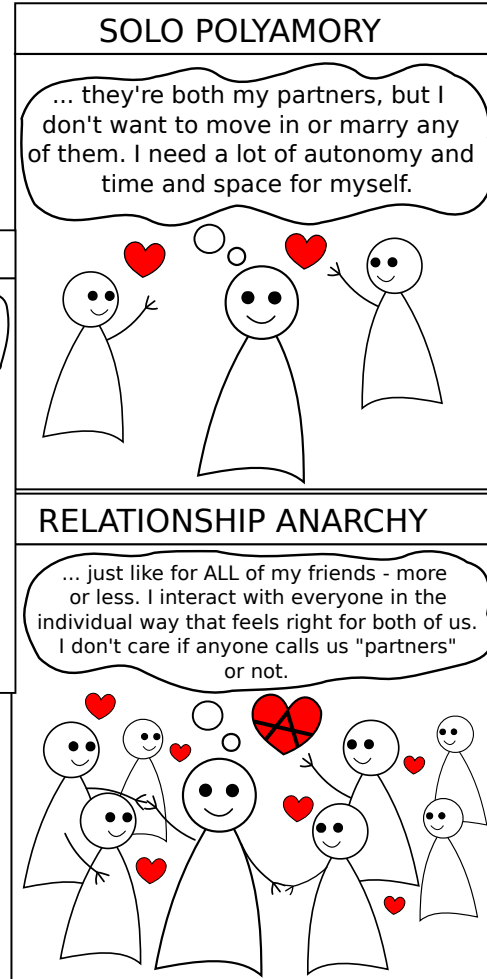 SOLO POLYAMORY
... they're both my partners, but I
don't want to move in or marry any
of them. I need a lot of autonomy and
time and space for myself.
RELATIONSHIP ANARCHY
... just like for ALL of my friends - more
or less. I interact with everyone in the
individual way that feels right for both of us.
I don't care if anyone calls us "partners"
or not.